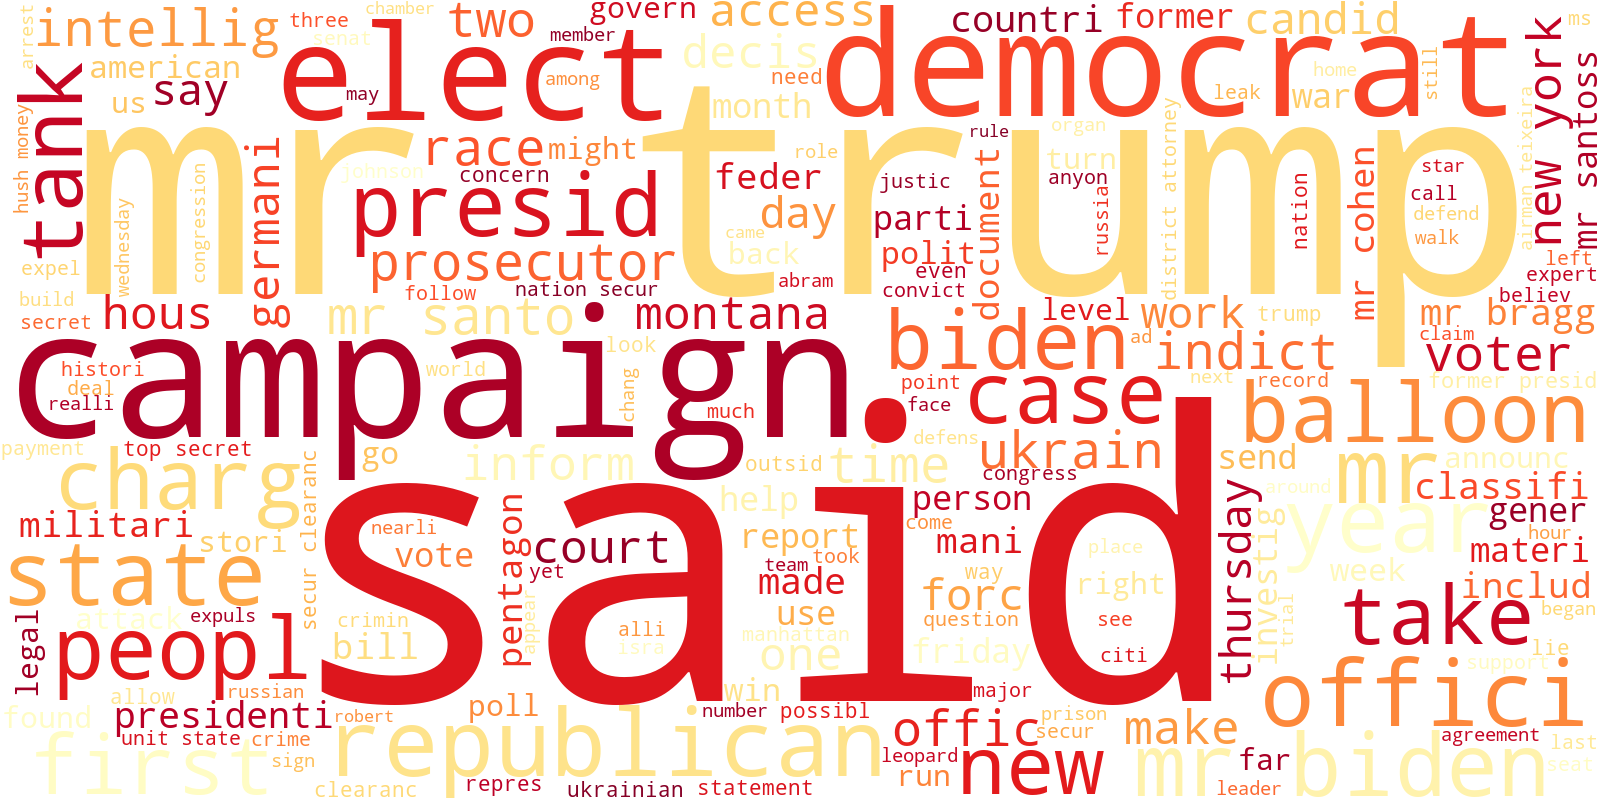 arrest
intellig
three
chamber
senat
two
govern
member
access
decis
countri
former
candid
ms
american
us
say
elect
may
among
need
democrat
leak
war
home
still
new york
mr santoss
tank
hush money
mr trump
month
race
might
role
rule
organ
turn
anyon
district attorney
airman teixeira
wednesday
congression
germani
johnson
concern
presid
feder
day
justic
parti
document
russia
nation
mr cohen
star
call
defend
walk
expel
prosecutor
came
back
abram
polit
even
convict
left
expert
believ
build
secret
hous
follow
nation secur
mr santo
montana
level
work
trump
mr bragg
claim
campaign
look
biden
ad
indict
voter
histori
deal
realli
world
chang
much
point
face
case
next
record
former presid
balloon
payment
top secret
go
inform
outsid
time
defens
ukrain
congress
send
mr
announc
classifi
charg
secur clearanc
said
help
person
thursday
investig
around
year
gener
hour
militari
stori
nearli
vote
pentagon
court
yet
report
took
team
made
come
mani
way
place
right
week
materi
includ
state
attack
expuls
crimin
bill
appear
alli
isra
use
manhattan
one
forc
question
friday
see
citi
trial
take
began
lie
support
legal
peopl
allow
russian
win
major
offici
found
presidenti
robert
poll
number
possibl
offic
prison
secur
make
agreement
last
seat
first
unit state
crime
sign
republican
leopard
run
new
mr biden
far
leader
clearanc
repres
ukrainian
statement